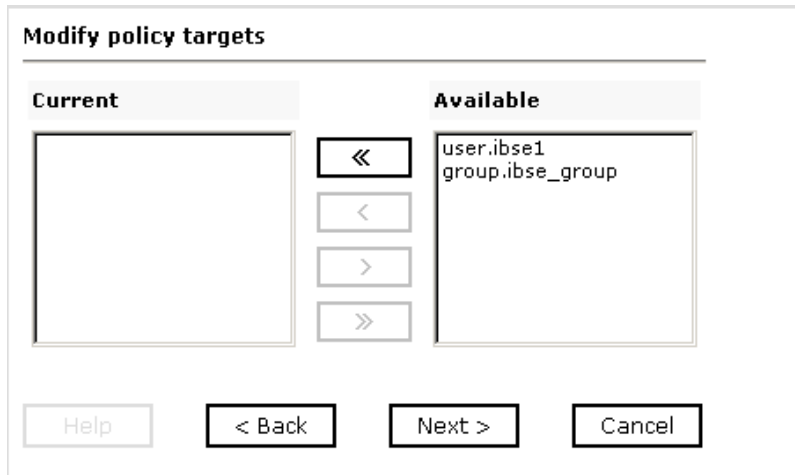 Modify policy targets
Current
Available
user.ibse1
group.ibse_group
<<
<
>
>>
Help
< Back
Next >
Cancel